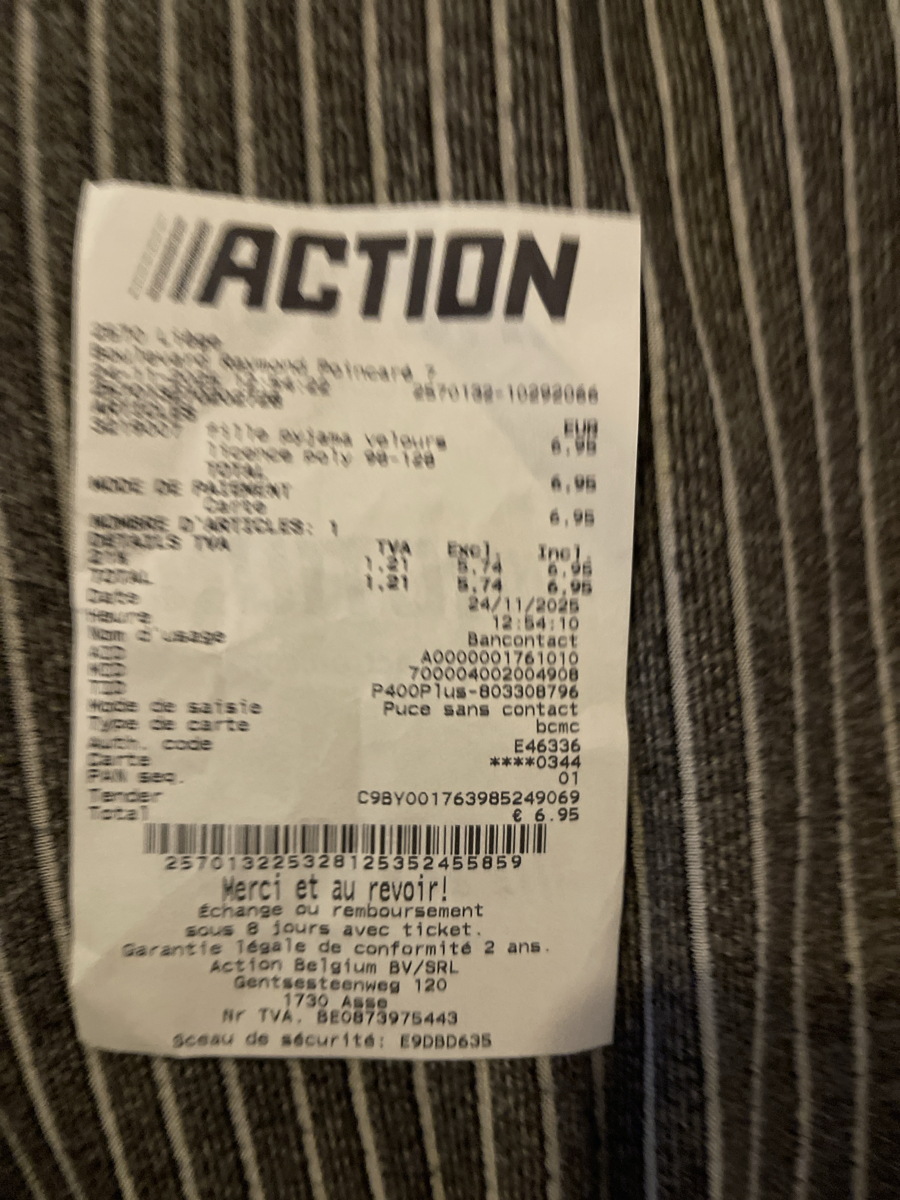 ACTION
2570 Liège
Boulevard Raymond Poincaré 7
2570132-10292066
ARTICLES EUR
fille pyjama velours 6,95
licence poly 98-128
TOTAL 6,95
MODE DE PAIEMENT
Carte 6,95
NOMBRE D'ARTICLES: 1
DETAILS TVA TVA Excl. Incl.
21% 1,21 5,74 6,95
TOTAL 1,21 5,74 6,95
Date 24/11/2025
Heure 12:54:10
Nom d'usage Bancontact
AID A0000001761010
MID 700004002004908
TID P400Plus-803308796
Mode de saisie Puce sans contact
Type de carte bcmc
Auth. code E46336
Carte ****0344
PAN seq. 01
Tender C9BY001763985249069
Total € 6.95
257013225328125352455859
Merci et au revoir!
Échange ou remboursement
sous 8 jours avec ticket.
Garantie légale de conformité 2 ans.
Action Belgium BV/SRL
Gentsesteenweg 120
1730 Asse
Nr TVA. BE0873975443
sceau de sécurité: E9DBD635